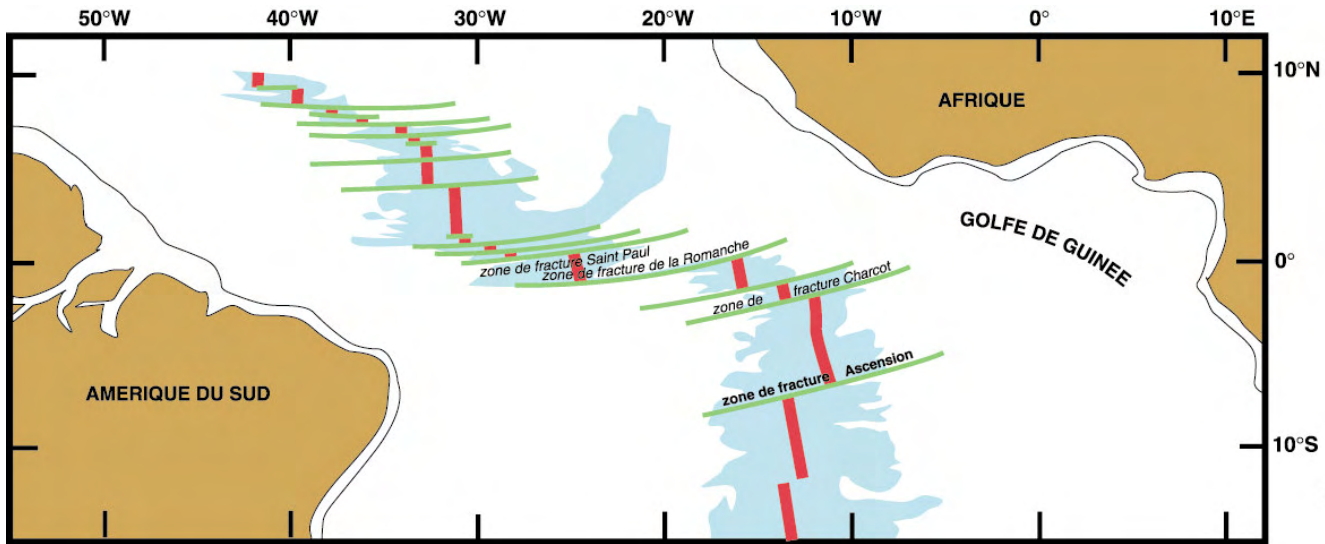 50°W 40°W 30°W 20°W 10°W 0° 10°E
10°N
AFRIQUE
GOLFE DE GUINEE
zone de fracture Saint Paul
zone de fracture de la Romanche
0°
zone de fracture Charcot
zone de fracture Ascension
AMERIQUE DU SUD
10°S